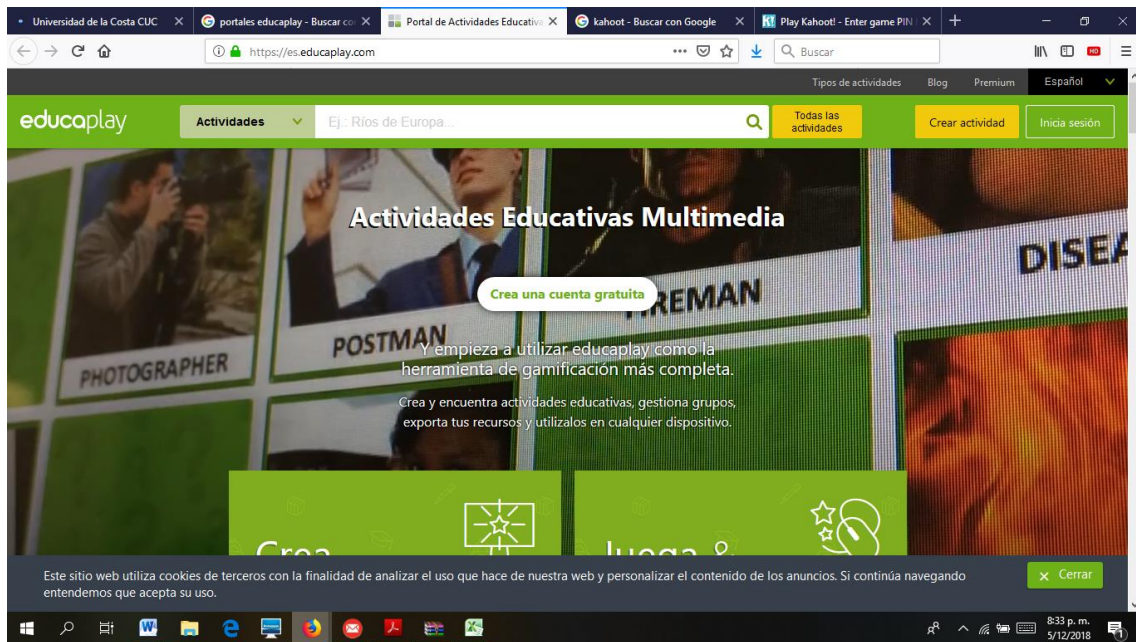 Universidad de la Costa CUC
portales educaplay - Buscar co
Portal de Actividades Educativa
kahoot - Buscar con Google
Play Kahoot! - Enter game PIN
https://es.educaplay.com
Buscar
HD
Tipos de actividades
Blog
Premium
Español
educaplay
Actividades
Ej.: Ríos de Europa...
Todas las
actividades
Crear actividad
Inicia sesión
Actividades Educativas Multimedia
DISEA
Crea una cuenta gratuita
FIREMAN
POSTMAN
PHOTOGRAPHER
Y empieza a utilizar educaplay como la
herramienta de gamificación más completa.
Crea y encuentra actividades educativas, gestiona grupos,
exporta tus recursos y utilízalos en cualquier dispositivo.
Crea
Juega &
Este sitio web utiliza cookies de terceros con la finalidad de analizar el uso que hace de nuestra web y personalizar el contenido de los anuncios. Si continúa navegando
entendemos que acepta su uso.
Cerrar
8:33 p. m.
5/12/2018